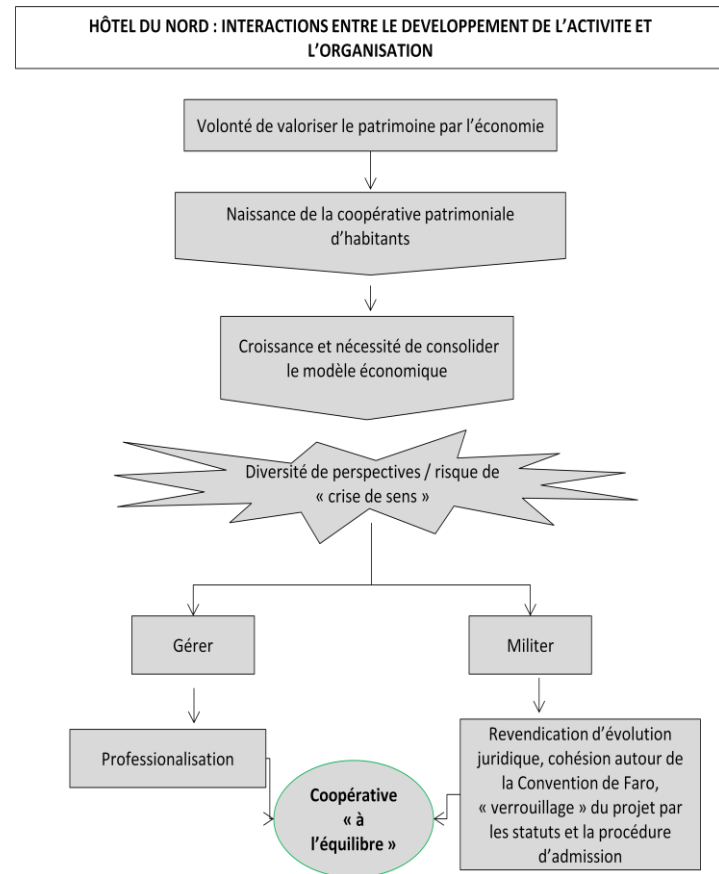 HÔTEL DU NORD : INTERACTIONS ENTRE LE DEVELOPPEMENT DE L’ACTIVITE ET
L’ORGANISATION
Volonté de valoriser le patrimoine par l’économie
Naissance de la coopérative patrimoniale
d’habitants
Croissance et nécessité de consolider
le modèle économique
Diversité de perspectives / risque de
« crise de sens »
Gérer
Militer
Professionalisation
Revendication d’évolution
juridique, cohésion autour de
la Convention de Faro,
« verrouillage » du projet par
les statuts et la procédure
d’admission
Coopérative
« à
l’équilibre »